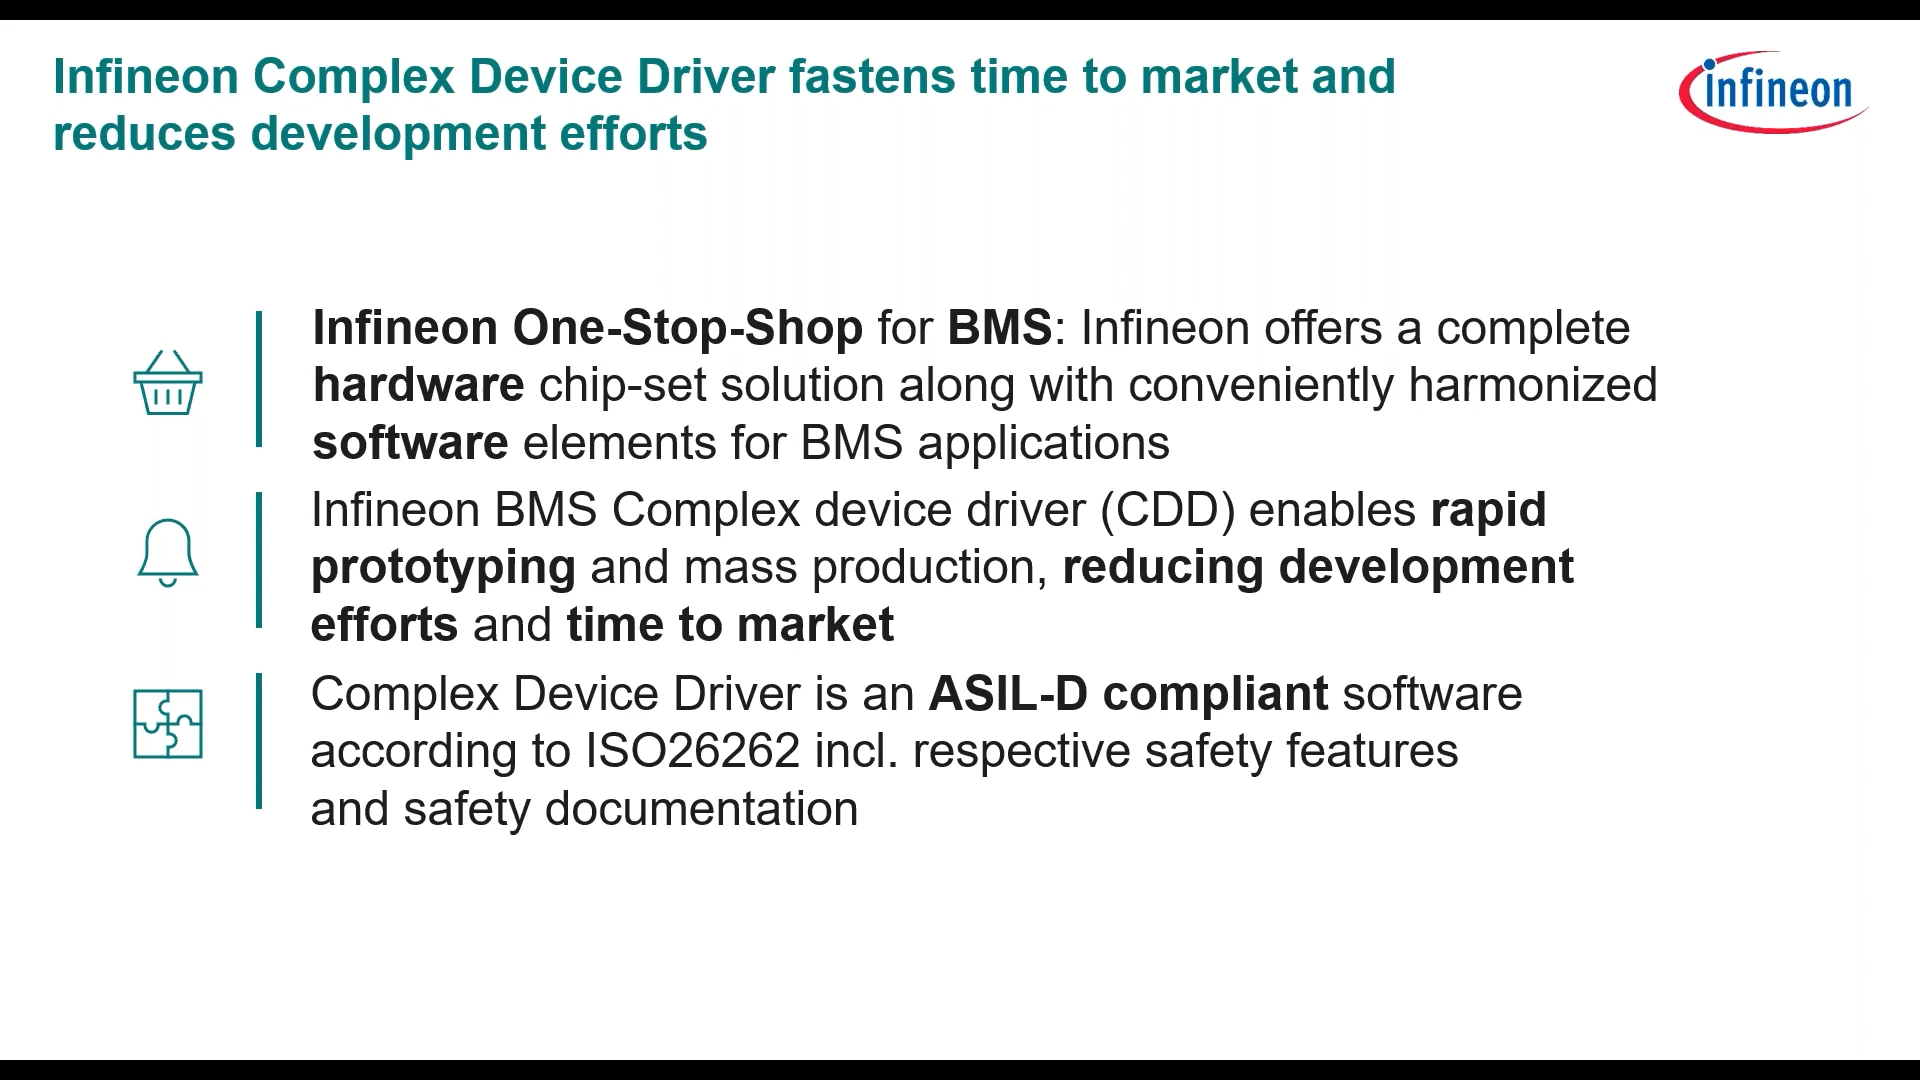 Infineon Complex Device Driver fastens time to market and
reduces development efforts
infineon
Infineon One-Stop-Shop for BMS: Infineon offers a complete
hardware chip-set solution along with conveniently harmonized
software elements for BMS applications
Infineon BMS Complex device driver (CDD) enables rapid
prototyping and mass production, reducing development
efforts and time to market
Complex Device Driver is an ASIL-D compliant software
according to ISO26262 incl. respective safety features
and safety documentation